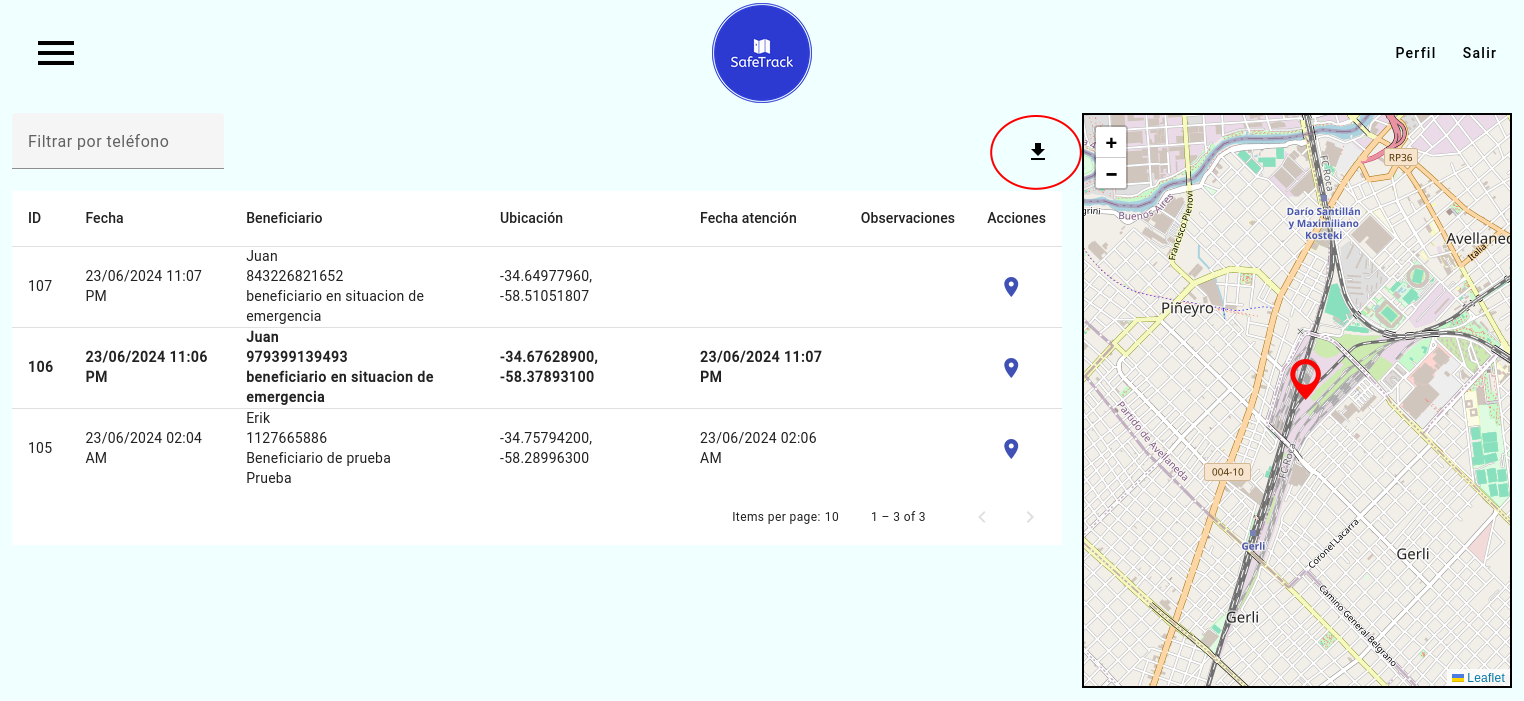 SafeTrack
Perfil
Salir
Filtrar por teléfono
ID
Fecha
Beneficiario
Ubicación
Fecha atención
Observaciones
Acciones
107
23/06/2024 11:07
PM
Juan
843226821652
beneficiario en situacion de
emergencia
-34.64977960,
-58.51051807
106
23/06/2024 11:06
PM
Juan
979399139493
beneficiario en situacion de
emergencia
-34.67628900,
-58.37893100
23/06/2024 11:07
PM
105
23/06/2024 02:04
AM
Erik
1127665886
Beneficiario de prueba
Prueba
-34.75794200,
-58.28996300
23/06/2024 02:06
AM
Items per page: 10
1 – 3 of 3
+
−
RP36
FC Roca
grini
Buenos Aires
Francisco Pienovi
Darío Santillán
y Maximiliano
Kosteki
Avellaned
Italia
Piñeyro
Partido de Avellaneda
004-10
FC Roca
Gerli
Coronel Lacarra
Gerli
Camino General Belgrano
Gerli
Leaflet